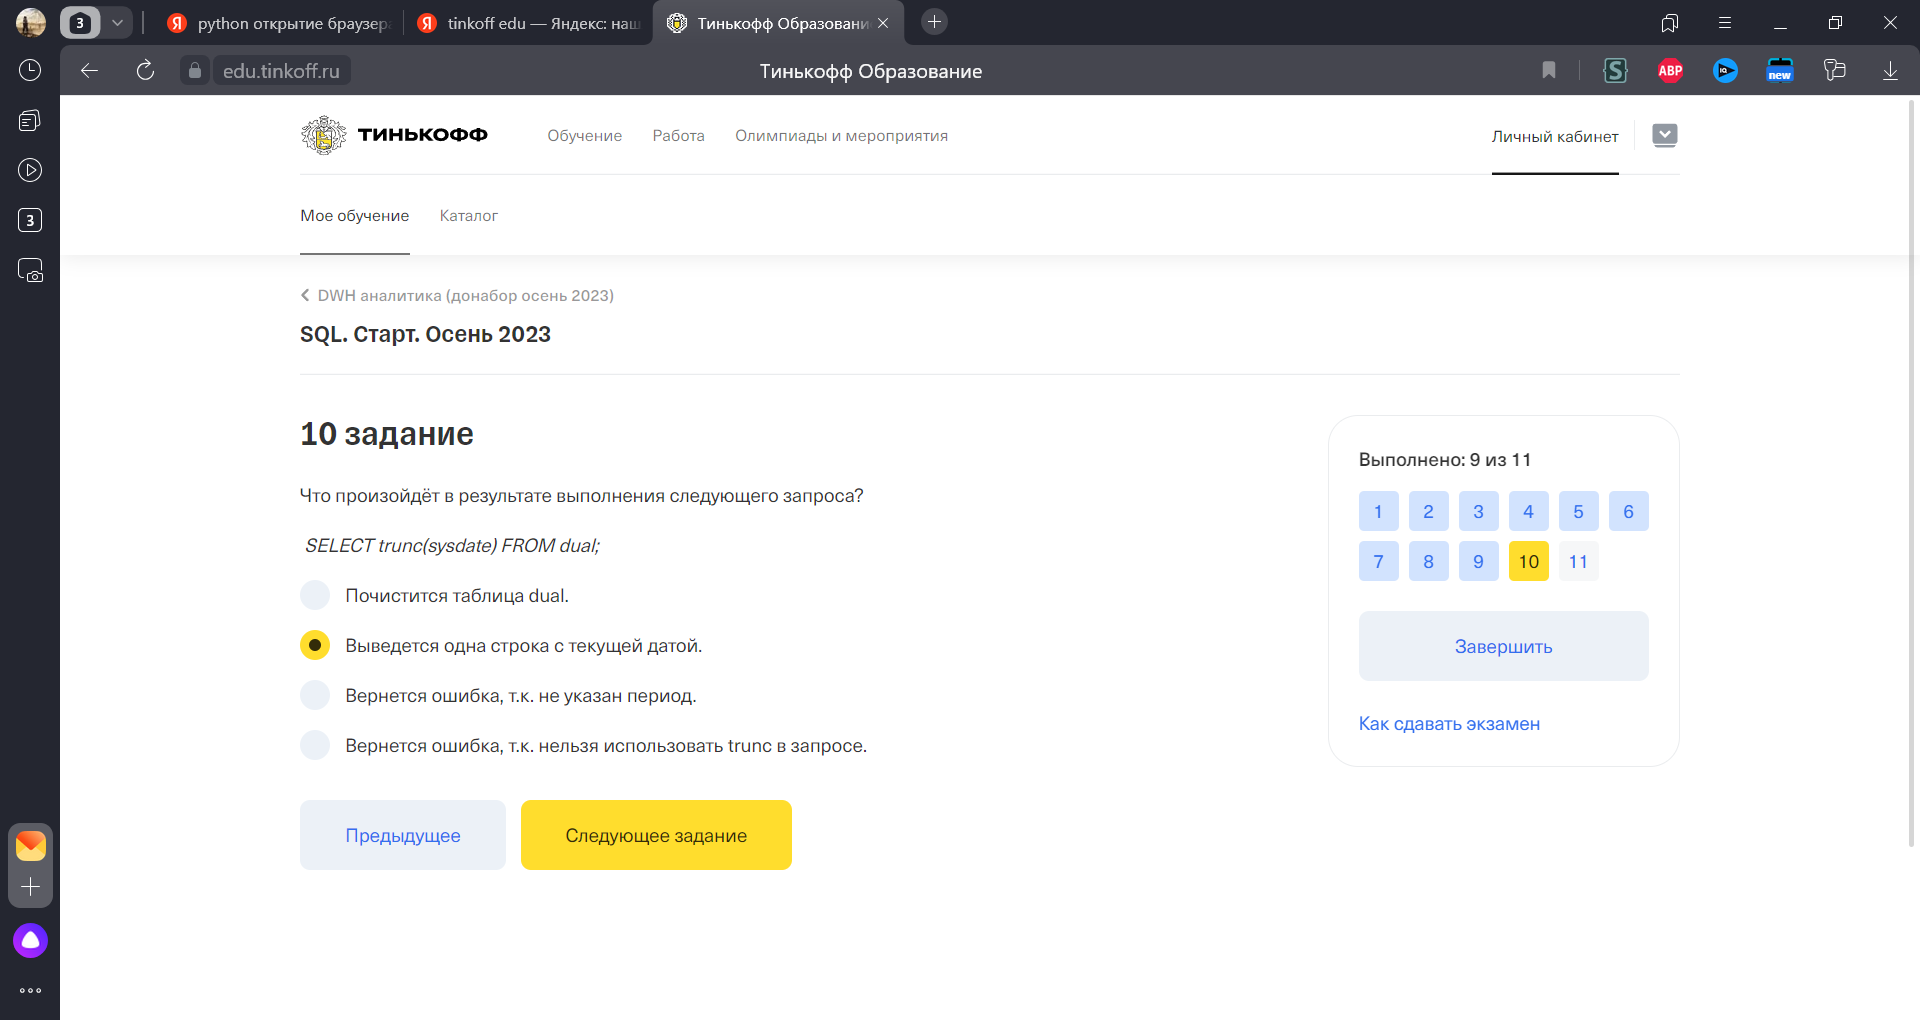 3
python открытие браузера
tinkoff edu — Яндекс: наш
Тинькофф Образовани
edu.tinkoff.ru
Тинькофф Образование
S
ABP
IQ
new
3
ТИНЬКОФФ
Обучение
Работа
Олимпиады и мероприятия
Личный кабинет
Мое обучение
Каталог
DWH аналитика (донабор осень 2023)
SQL. Старт. Осень 2023
10 задание
Что произойдёт в результате выполнения следующего запроса?
SELECT trunc(sysdate) FROM dual;
Почистится таблица dual.
Выведется одна строка с текущей датой.
Вернется ошибка, т.к. не указан период.
Вернется ошибка, т.к. нельзя использовать trunc в запросе.
Предыдущее
Следующее задание
Выполнено: 9 из 11
1 2 3 4 5 6
7 8 9 10 11
Завершить
Как сдавать экзамен